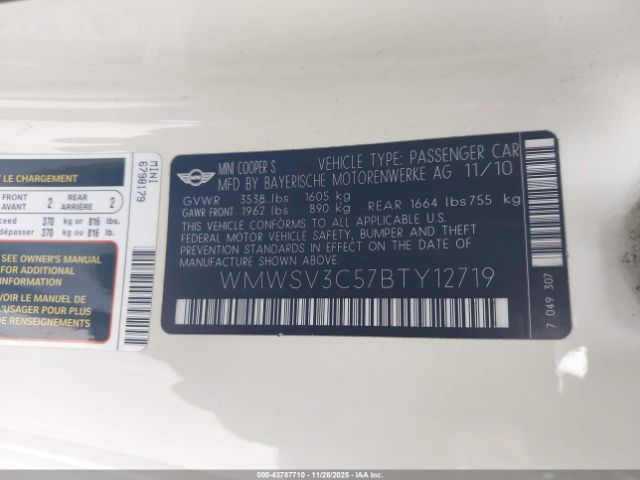 LE CHARGEMENT
FRONT
AVANT 2 REAR
ARRIÈRE 2
ceed 370 kg or 816 lbs.
dépasser 370 kg ou 816 lb.
SEE OWNER'S MANUAL
FOR ADDITIONAL
INFORMATION
VOIR LE MANUEL DE
L'USAGER POUR PLUS
DE RENSEIGNEMENTS
MINI
6798179
MINI
MINI COOPER S VEHICLE TYPE: PASSENGER CAR
MFD BY BAYERISCHE MOTORENWERKE AG 11/10
GVWR 3538 lbs 1605 kg
GAWR FRONT 1962 lbs 890 kg -REAR 1664 lbs 755 kg
THIS VEHICLE CONFORMS TO ALL APPLICABLE U.S.
FEDERAL MOTOR VEHICLE SAFETY, BUMPER AND THEFT
PREVENTION STANDARDS IN EFFECT ON THE DATE OF
MANUFACTURE SHOWN ABOVE.
WMWSV3C57BTY12719
7 049 307
000-43787710 - 11/28/2025 - COPART